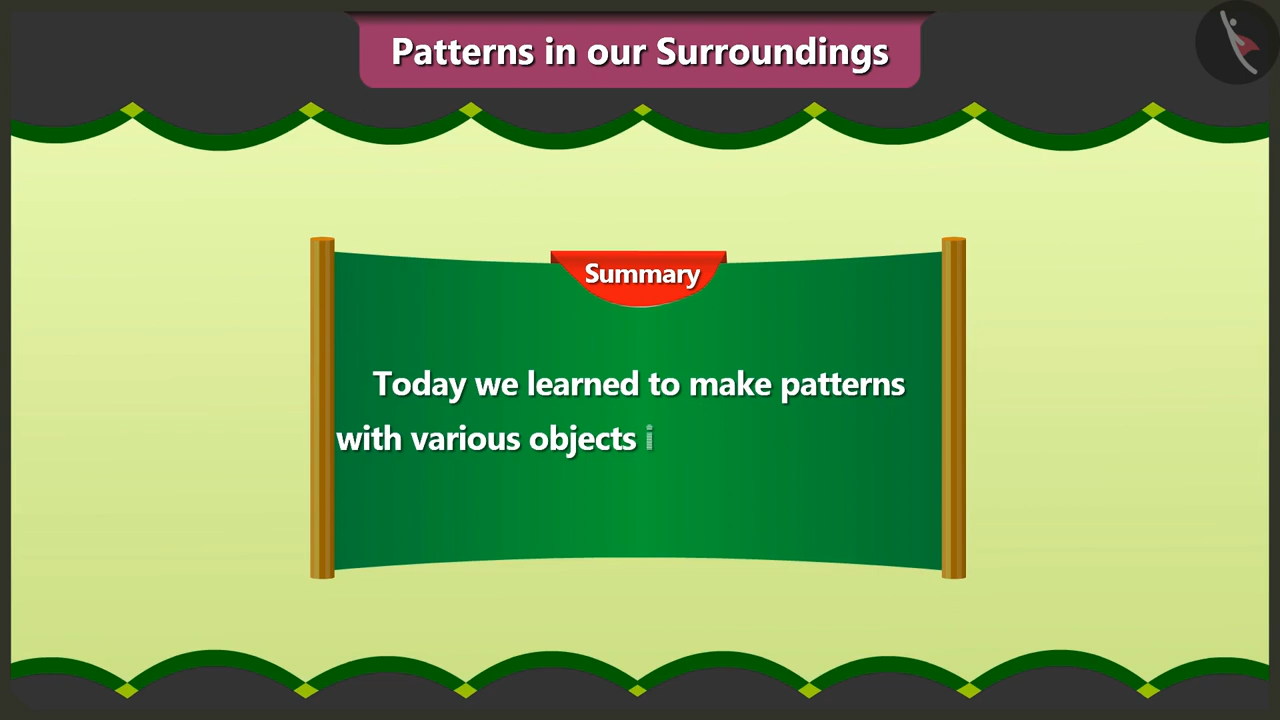 Patterns in our Surroundings
Summary
Today we learned to make patterns
with various objects